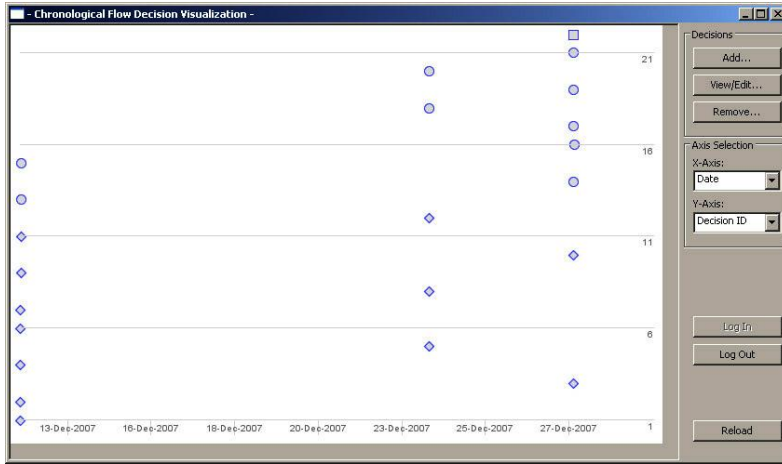 - Chronological Flow Decision Visualization -
21
16
11
6
1
13-Dec-2007 16-Dec-2007 18-Dec-2007 20-Dec-2007 23-Dec-2007 25-Dec-2007 27-Dec-2007
Decisions
Add...
View/Edit...
Remove...
Axis Selection
X-Axis:
Date
Y-Axis:
Decision ID
Log In
Log Out
Reload